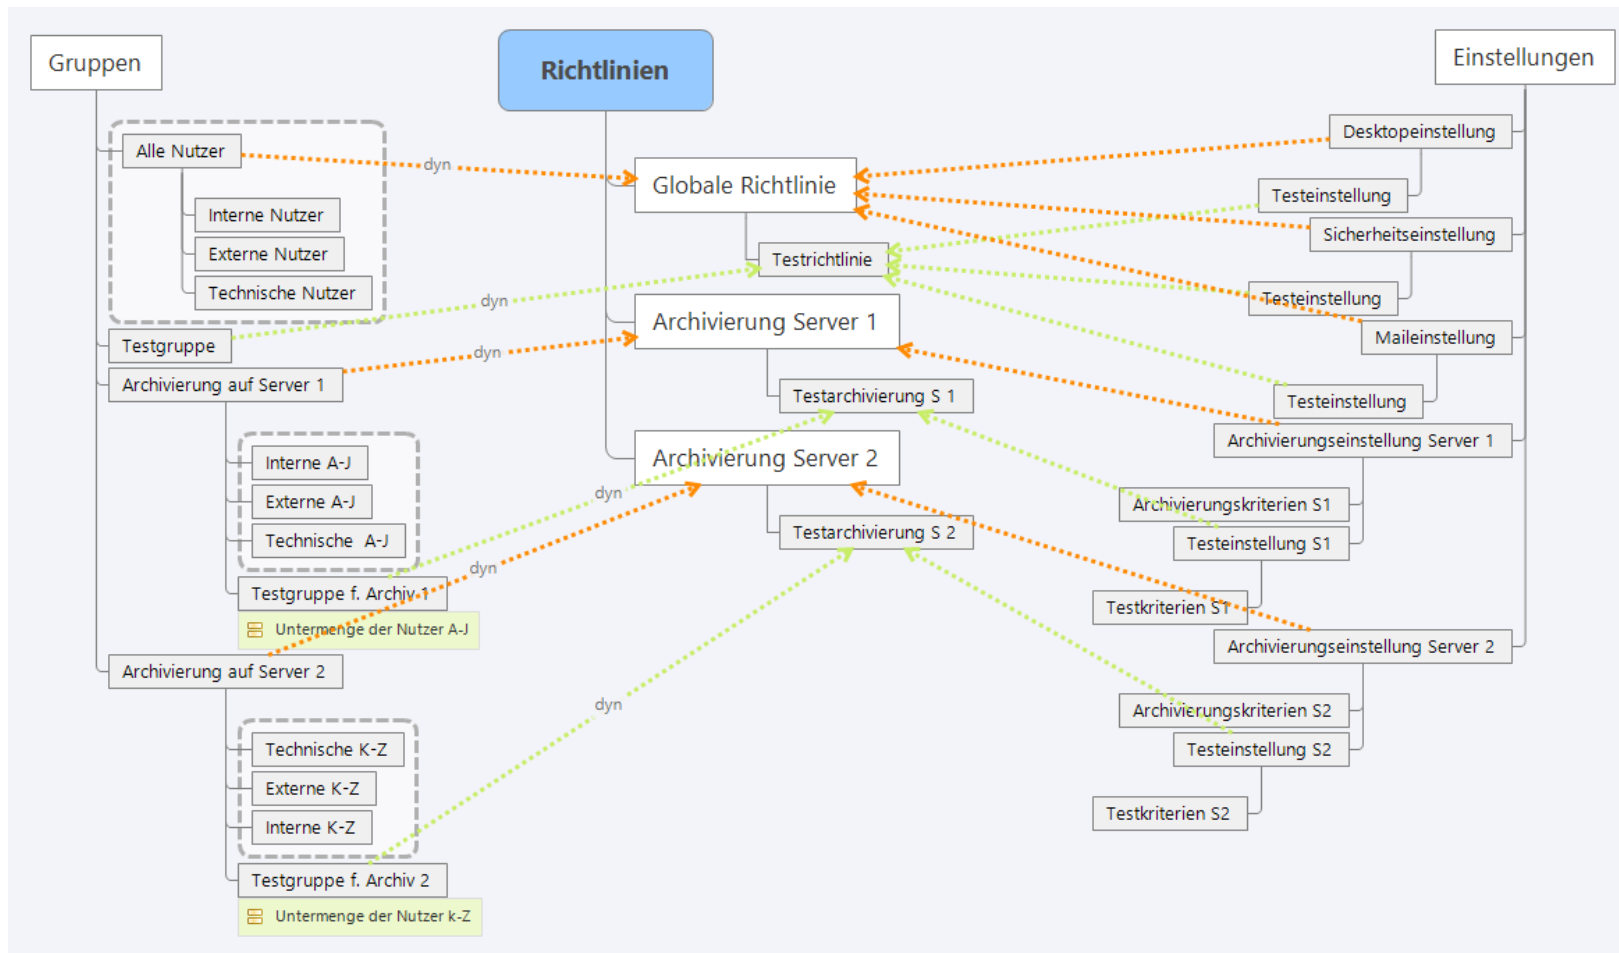 Gruppen
Alle Nutzer
Interne Nutzer
Externe Nutzer
Technische Nutzer
Testgruppe
Archivierung auf Server 1
Interne A-J
Externe A-J
Technische A-J
Testgruppe f. Archiv 1
Untermenge der Nutzer A-J
Archivierung auf Server 2
Technische K-Z
Externe K-Z
Interne K-Z
Testgruppe f. Archiv 2
Untermenge der Nutzer k-Z
dyn
dyn
dyn
dyn
dyn
dyn
Richtlinien
Globale Richtlinie
Testrichtlinie
Archivierung Server 1
Testarchivierung S 1
Archivierung Server 2
Testarchivierung S 2
Einstellungen
Desktopeinstellung
Testeinstellung
Sicherheitseinstellung
Testeinstellung
Maileinstellung
Testeinstellung
Archivierungseinstellung Server 1
Archivierungskriterien S1
Testeinstellung S1
Testkriterien S1
Archivierungseinstellung Server 2
Archivierungskriterien S2
Testeinstellung S2
Testkriterien S2